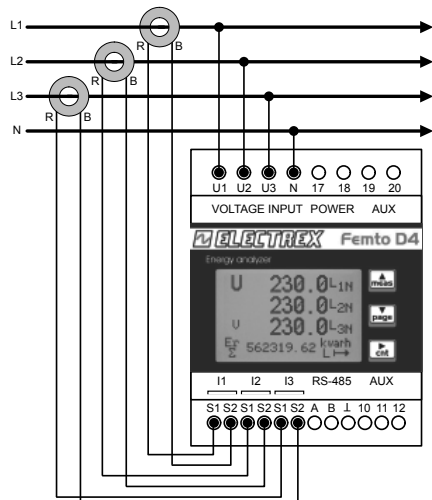 L1
R B
L2
R B
L3
R B
N
U1 U2 U3 N 17 18 19 20
VOLTAGE INPUT POWER AUX
ELECTREX Femto D4
Energy analyzer
U 230.0 L1N
meas
230.0 L2N
page
V 230.0 L3N
Er Σ 562319.62 kvarh L
cnt
I1 I2 I3 RS-485 AUX
S1 S2 S1 S2 S1 S2 A B ⊥ 10 11 12